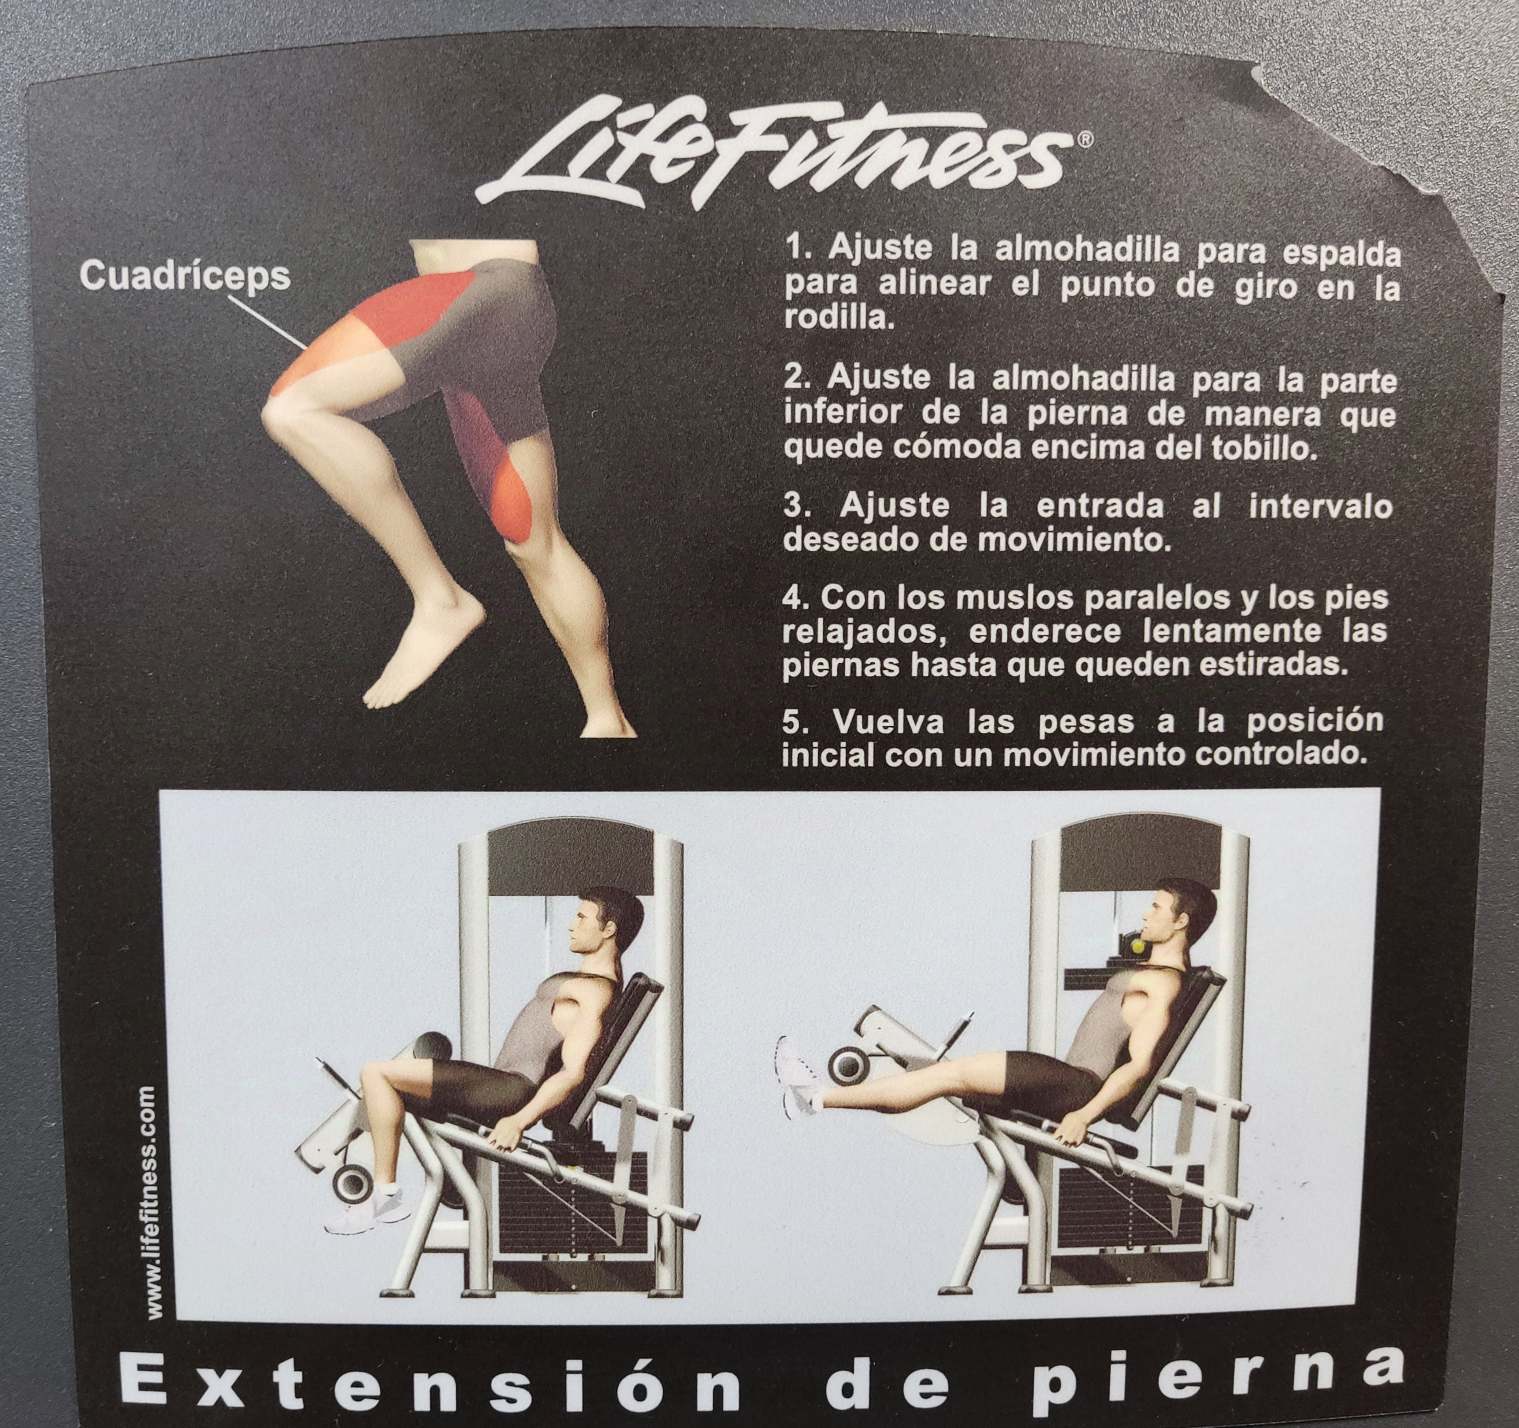 LifeFitness®
Cuadríceps
1. Ajuste la almohadilla para espalda
para alinear el punto de giro en la
rodilla.
2. Ajuste la almohadilla para la parte
inferior de la pierna de manera que
quede cómoda encima del tobillo.
3. Ajuste la entrada al intervalo
deseado de movimiento.
4. Con los muslos paralelos y los pies
relajados, enderece lentamente las
piernas hasta que queden estiradas.
5. Vuelva las pesas a la posición
inicial con un movimiento controlado.
www.lifefitness.com
Extensión de pierna